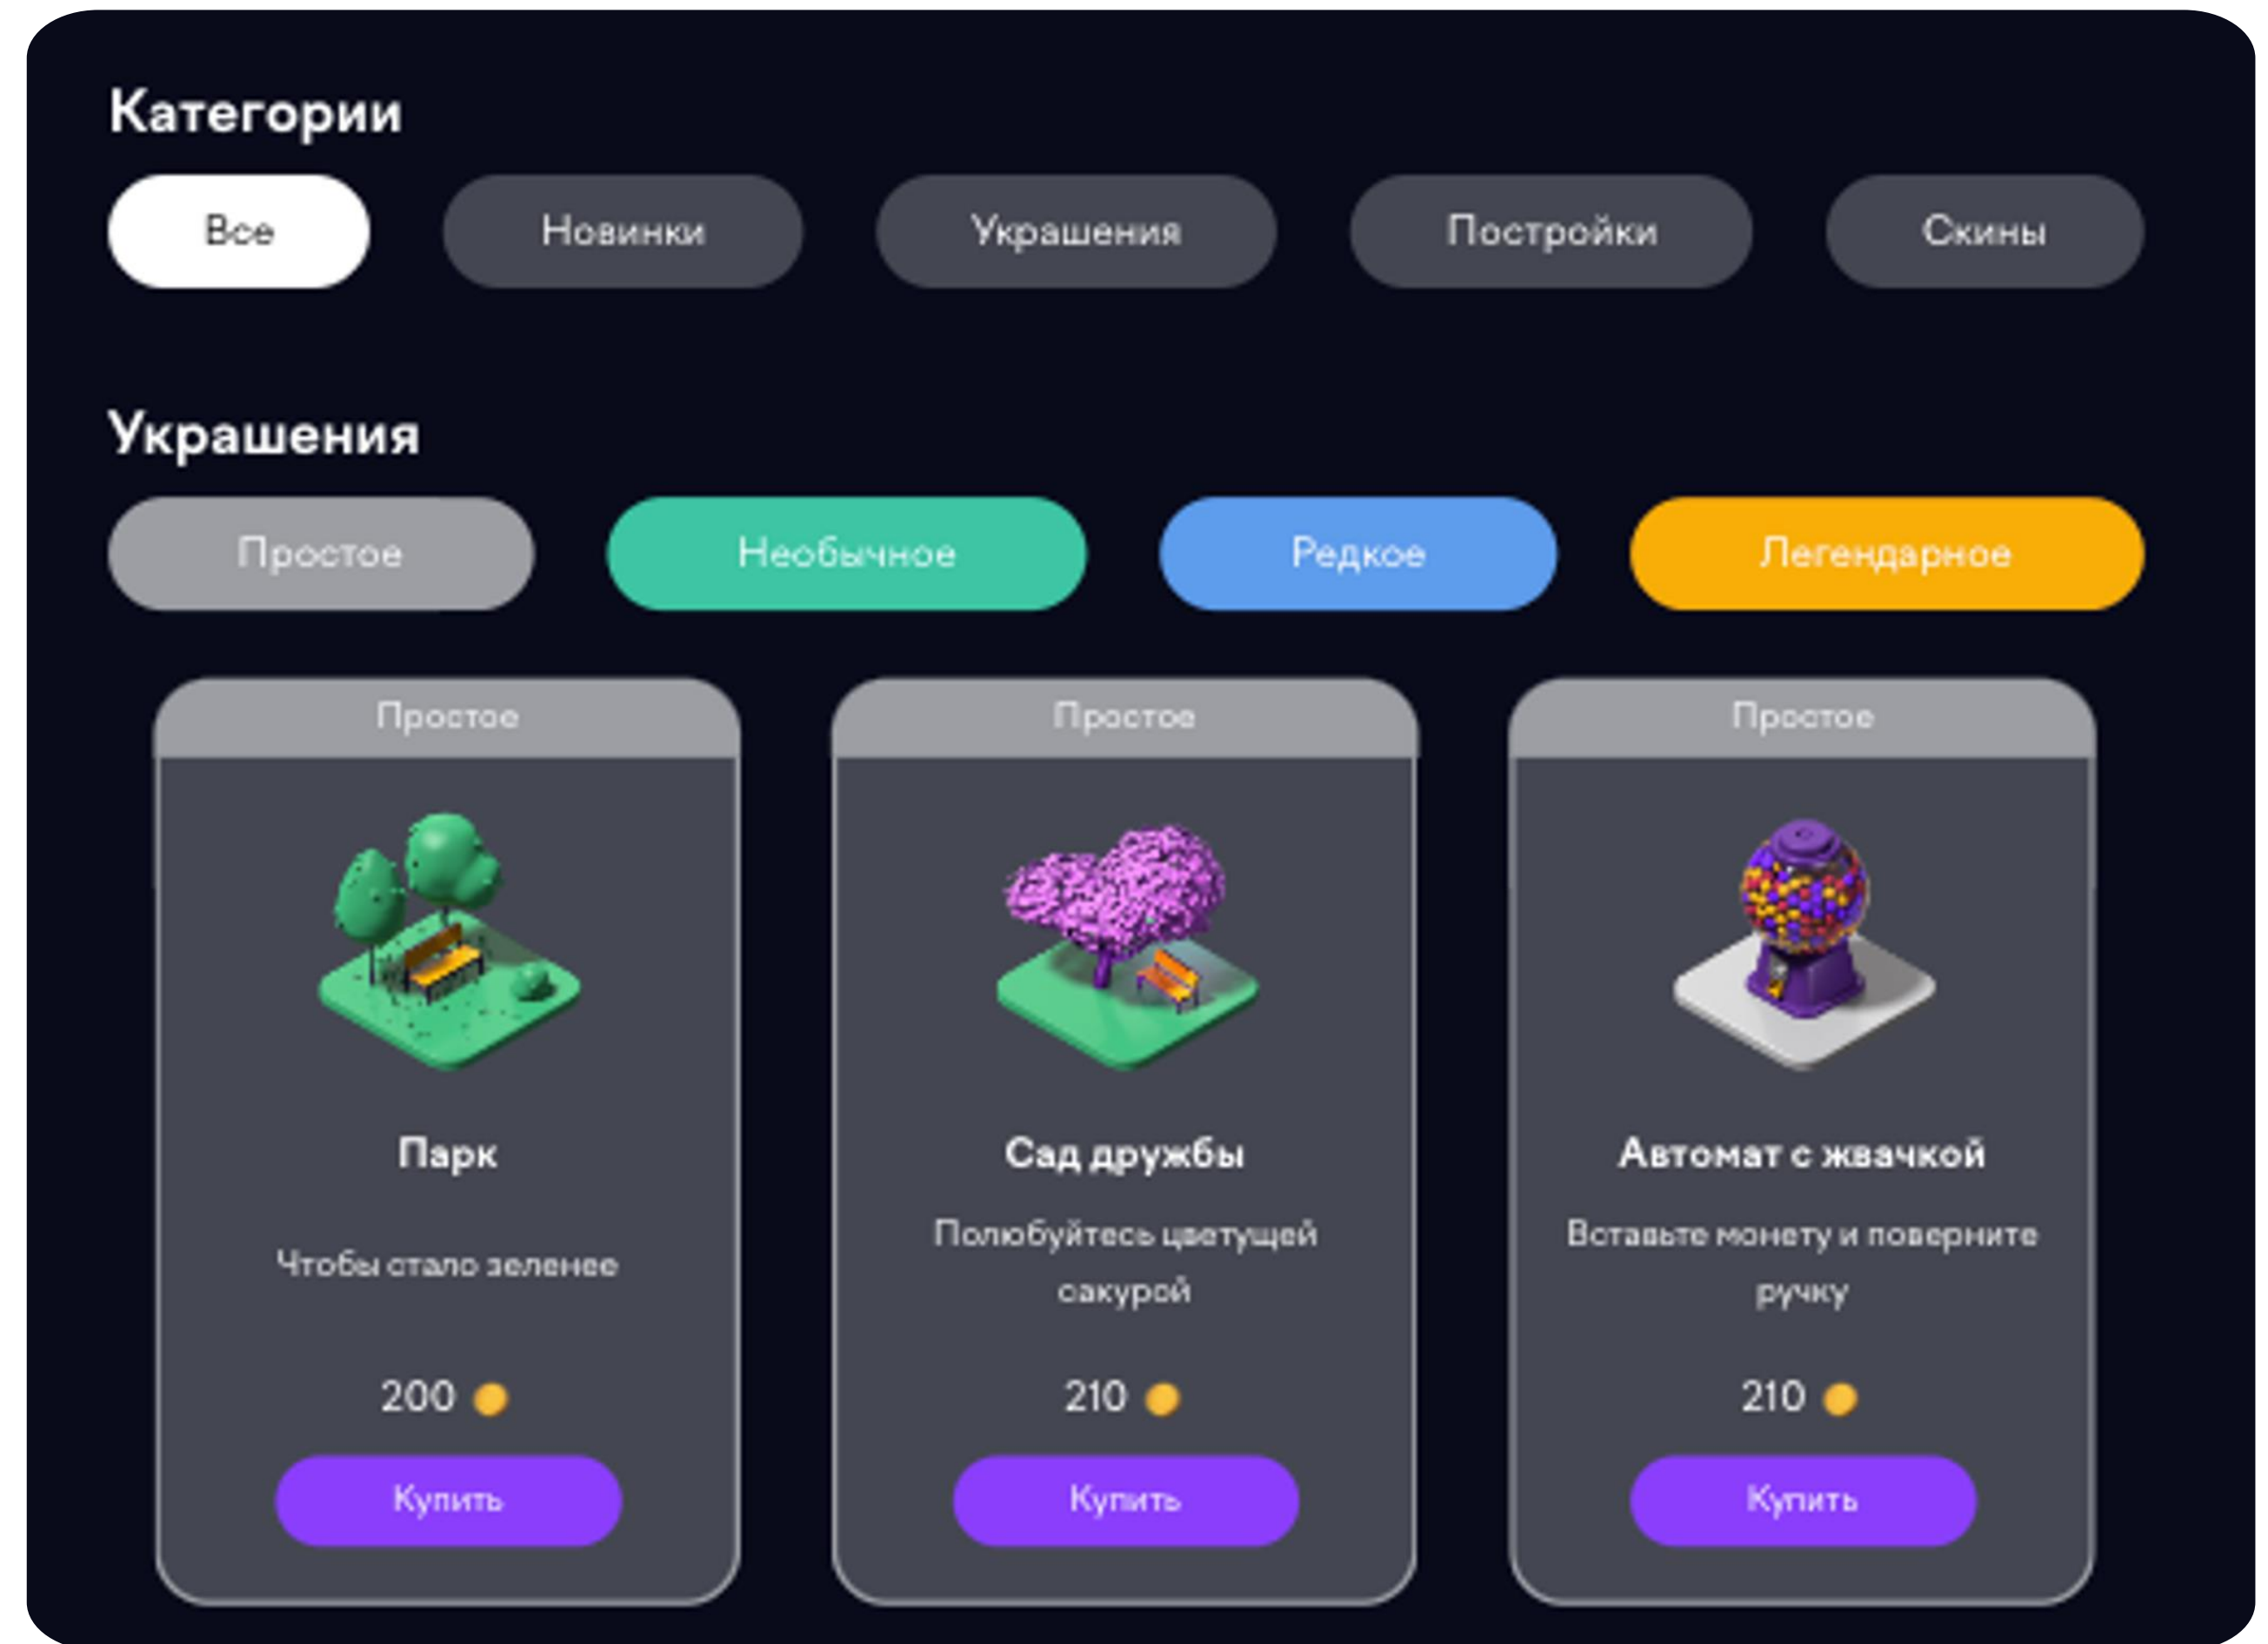 Категории
Все Новинки Украшения Постройки Скины
Украшения
Простое Необычное Редкое Легендарное
Простое
Парк
Чтобы стало зеленее
200
Купить
Простое
Сад дружбы
Полюбуйтесь цветущей
сакурой
210
Купить
Простое
Автомат с жвачкой
Вставьте монету и поверните
ручку
210
Купить